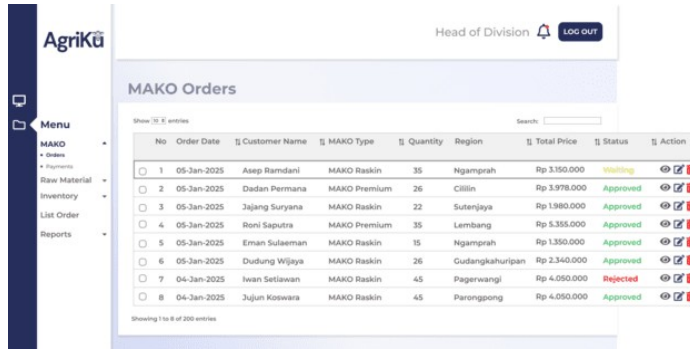 AgriKü
Head of Division LOG OUT
MAKO Orders
Show 10 entries Search:
Menu
MAKO
Orders
Payments
Raw Material
Inventory
List Order
Reports
No Order Date Customer Name MAKO Type Quantity Region Total Price Status Action
1 05-Jan-2025 Asep Ramdani MAKO Raskin 35 Ngamprah Rp 3.150.000 Waiting
2 05-Jan-2025 Dadan Permana MAKO Premium 26 Cililin Rp 3.978.000 Approved
3 05-Jan-2025 Jajang Suryana MAKO Raskin 22 Sutenjaya Rp 1.980.000 Approved
4 05-Jan-2025 Roni Saputra MAKO Premium 35 Lembang Rp 5.355.000 Approved
5 05-Jan-2025 Eman Sulaeman MAKO Raskin 15 Ngamprah Rp 1.350.000 Approved
6 05-Jan-2025 Dudung Wijaya MAKO Raskin 26 Gudangkahuripan Rp 2.340.000 Approved
7 04-Jan-2025 Iwan Setiawan MAKO Raskin 45 Pagerwangi Rp 4.050.000 Rejected
8 04-Jan-2025 Jujun Koswara MAKO Raskin 45 Parongpong Rp 4.050.000 Approved
Showing 1 to 8 of 200 entries